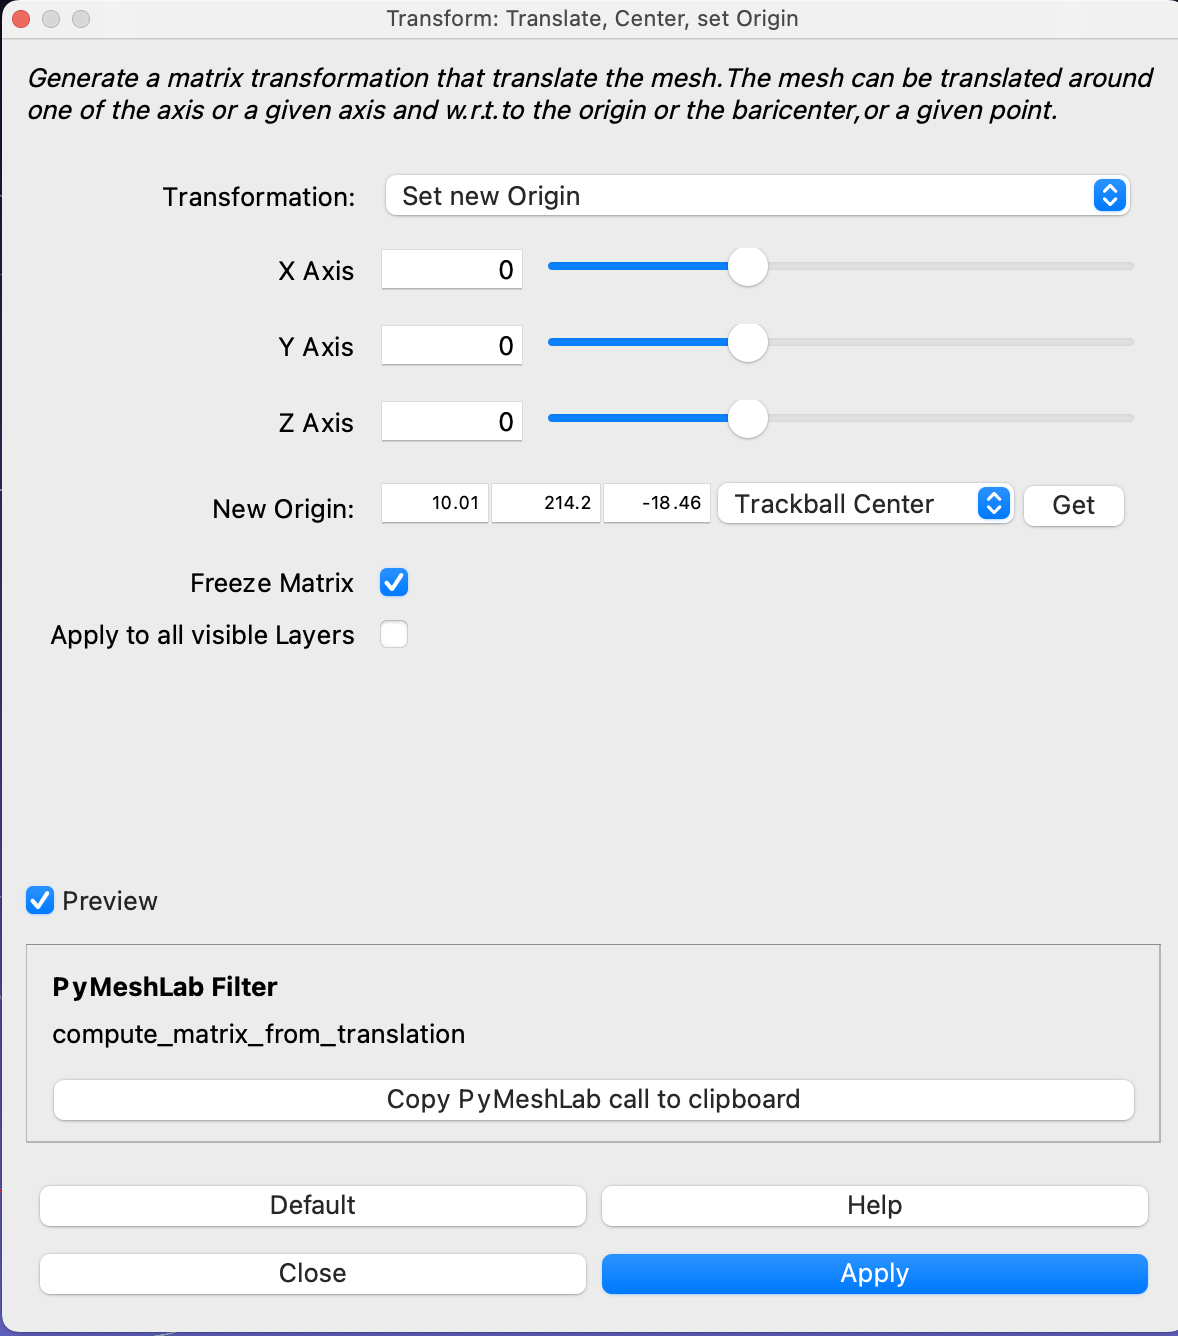 Transform: Translate, Center, set Origin
Generate a matrix transformation that translate the mesh.The mesh can be translated around
one of the axis or a given axis and w.r.t.to the origin or the baricenter,or a given point.
Transformation: Set new Origin
X Axis 0
Y Axis 0
Z Axis 0
New Origin: 10.01 214.2 -18.46 Trackball Center Get
Freeze Matrix
Apply to all visible Layers
Preview
PyMeshLab Filter
compute_matrix_from_translation
Copy PyMeshLab call to clipboard
Default Help
Close Apply